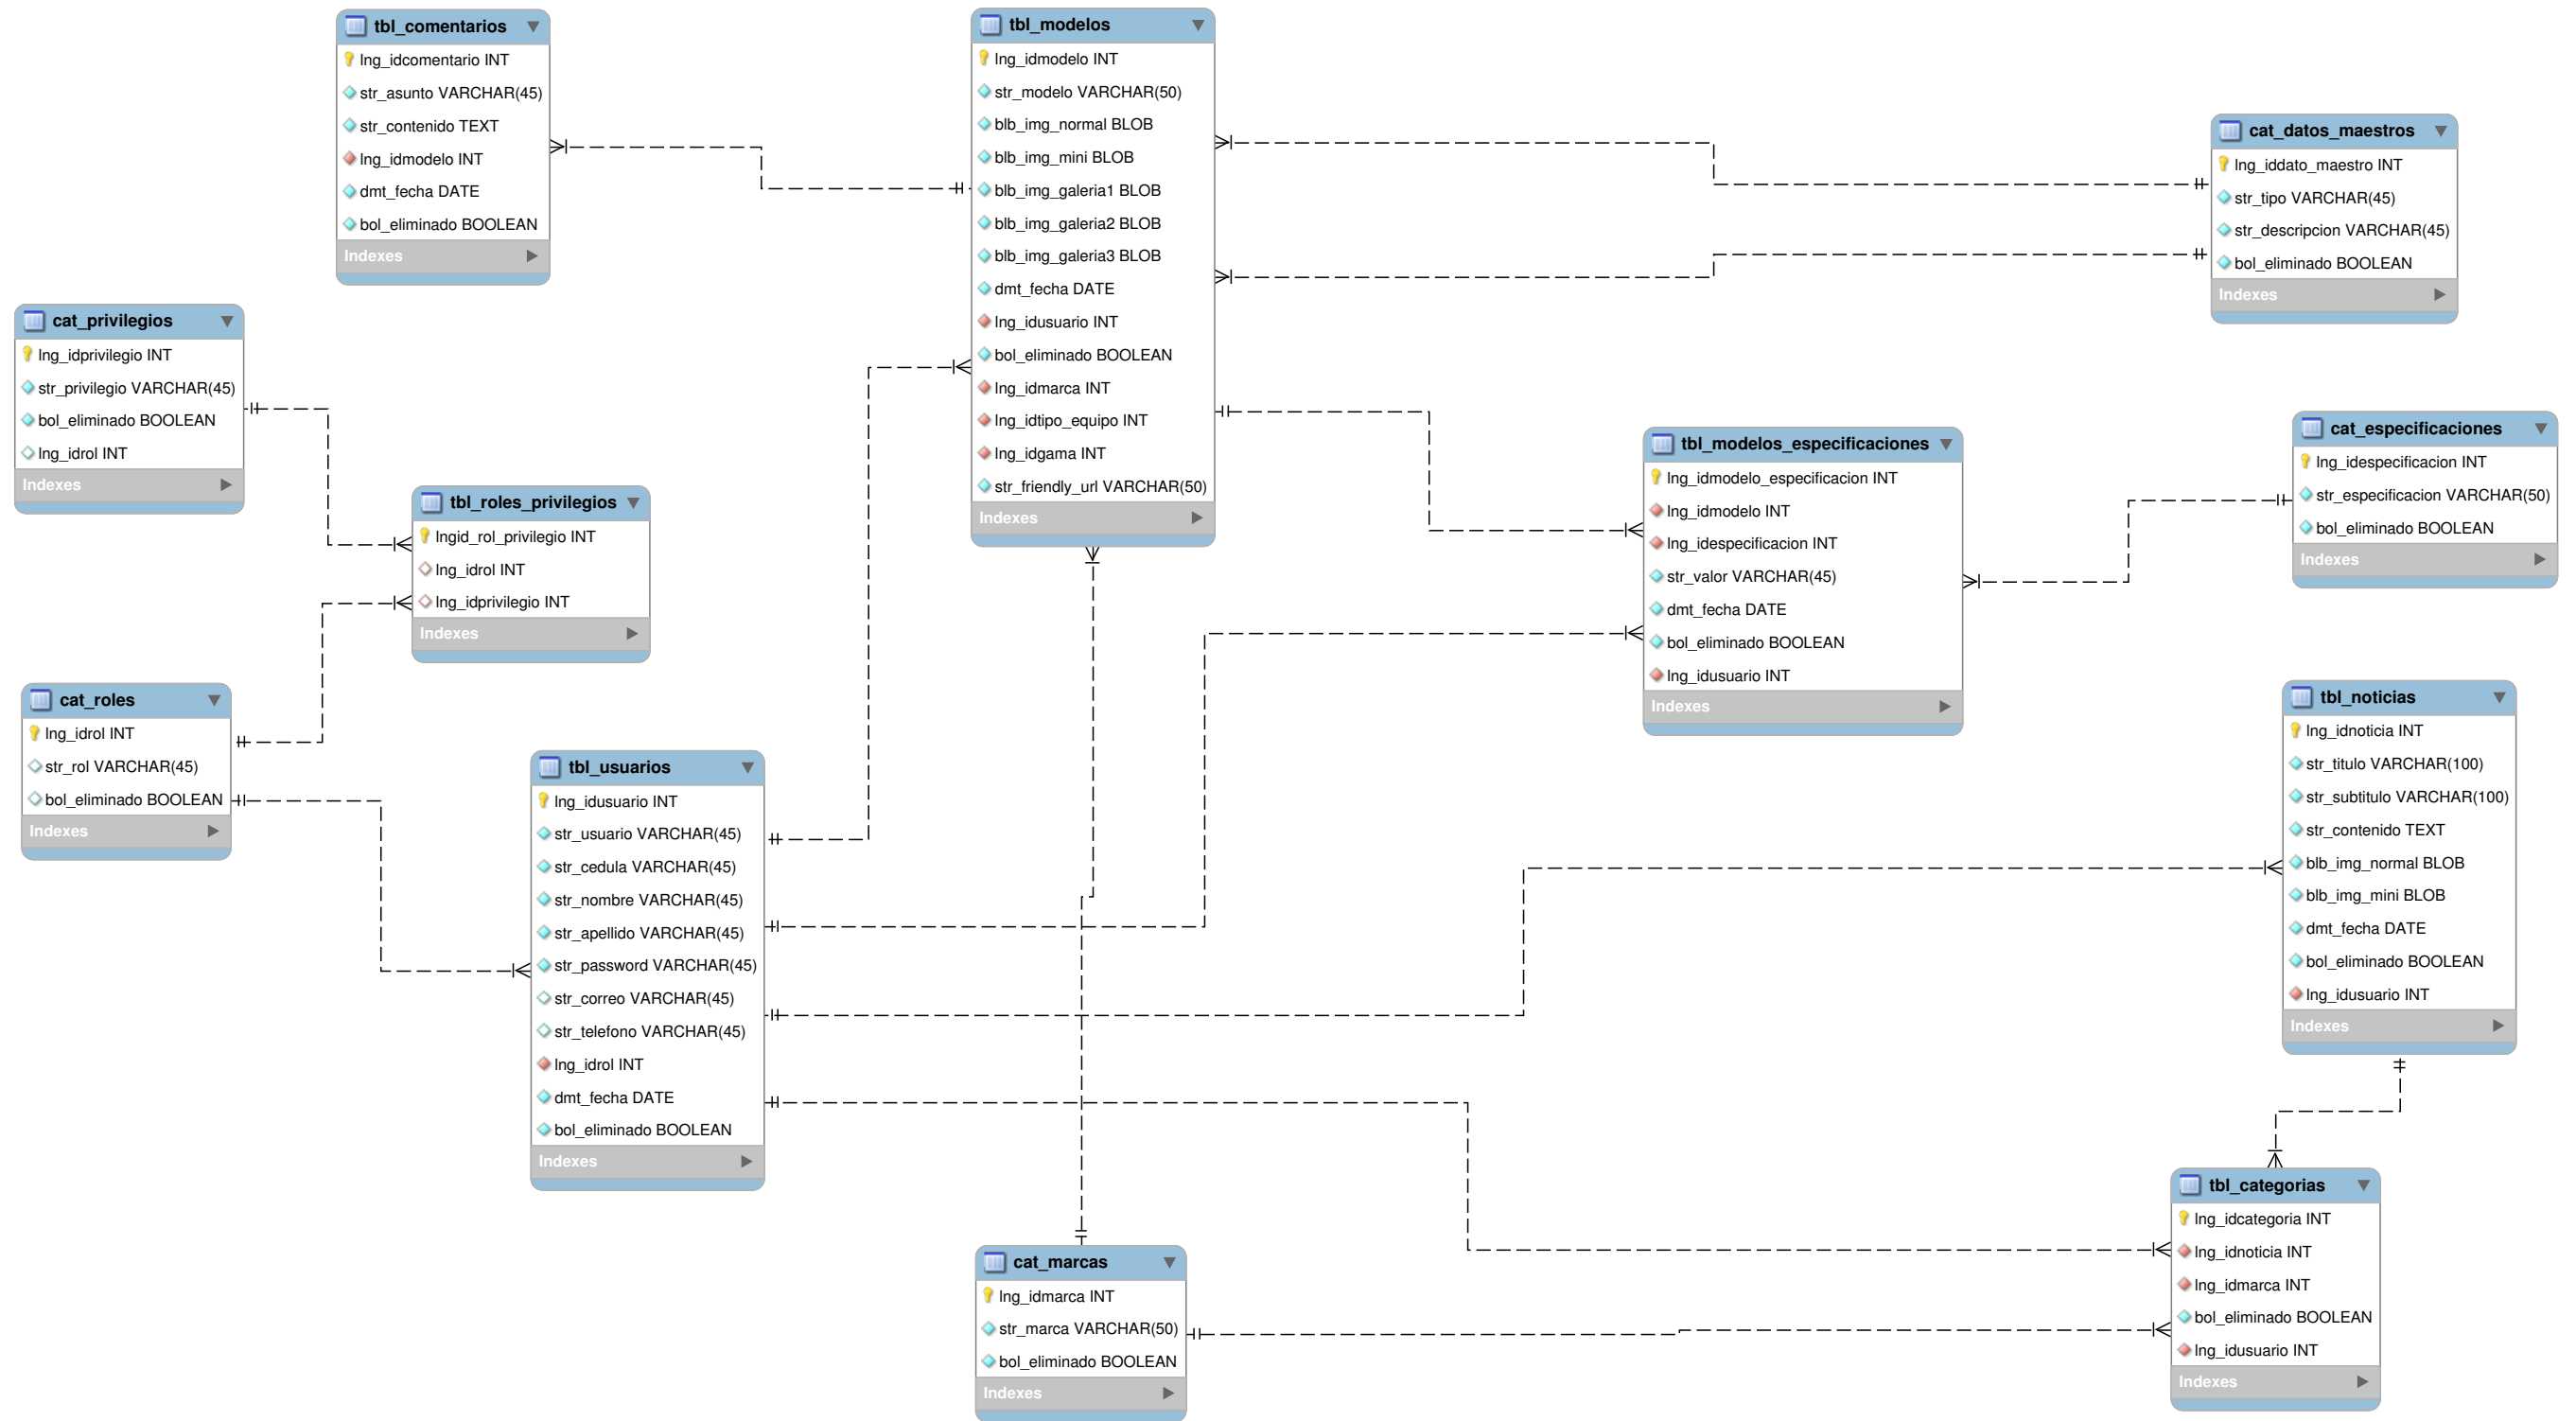 tbl_comentarios
lng_idcomentario INT
str_asunto VARCHAR(45)
str_contenido TEXT
lng_idmodelo INT
dmt_fecha DATE
bol_eliminado BOOLEAN
Indexes
tbl_modelos
lng_idmodelo INT
str_modelo VARCHAR(50)
blb_img_normal BLOB
blb_img_mini BLOB
blb_img_galeria1 BLOB
blb_img_galeria2 BLOB
blb_img_galeria3 BLOB
dmt_fecha DATE
lng_idusuario INT
bol_eliminado BOOLEAN
lng_idmarca INT
lng_idtipo_equipo INT
lng_idgama INT
str_friendly_url VARCHAR(50)
Indexes
cat_datos_maestros
lng_iddato_maestro INT
str_tipo VARCHAR(45)
str_descripcion VARCHAR(45)
bol_eliminado BOOLEAN
Indexes
cat_privilegios
lng_idprivilegio INT
str_privilegio VARCHAR(45)
bol_eliminado BOOLEAN
lng_idrol INT
Indexes
tbl_roles_privilegios
lngid_rol_privilegio INT
lng_idrol INT
lng_idprivilegio INT
Indexes
tbl_modelos_especificaciones
lng_idmodelo_especificacion INT
lng_idmodelo INT
lng_idespecificacion INT
str_valor VARCHAR(45)
dmt_fecha DATE
bol_eliminado BOOLEAN
lng_idusuario INT
Indexes
cat_especificaciones
lng_idespecificacion INT
str_especificacion VARCHAR(50)
bol_eliminado BOOLEAN
Indexes
cat_roles
lng_idrol INT
str_rol VARCHAR(45)
bol_eliminado BOOLEAN
Indexes
tbl_usuarios
lng_idusuario INT
str_usuario VARCHAR(45)
str_cedula VARCHAR(45)
str_nombre VARCHAR(45)
str_apellido VARCHAR(45)
str_password VARCHAR(45)
str_correo VARCHAR(45)
str_telefono VARCHAR(45)
lng_idrol INT
dmt_fecha DATE
bol_eliminado BOOLEAN
Indexes
tbl_noticias
lng_idnoticia INT
str_titulo VARCHAR(100)
str_subtitulo VARCHAR(100)
str_contenido TEXT
blb_img_normal BLOB
blb_img_mini BLOB
dmt_fecha DATE
bol_eliminado BOOLEAN
lng_idusuario INT
Indexes
cat_marcas
lng_idmarca INT
str_marca VARCHAR(50)
bol_eliminado BOOLEAN
Indexes
tbl_categorias
lng_idcategoria INT
lng_idnoticia INT
lng_idmarca INT
bol_eliminado BOOLEAN
lng_idusuario INT
Indexes